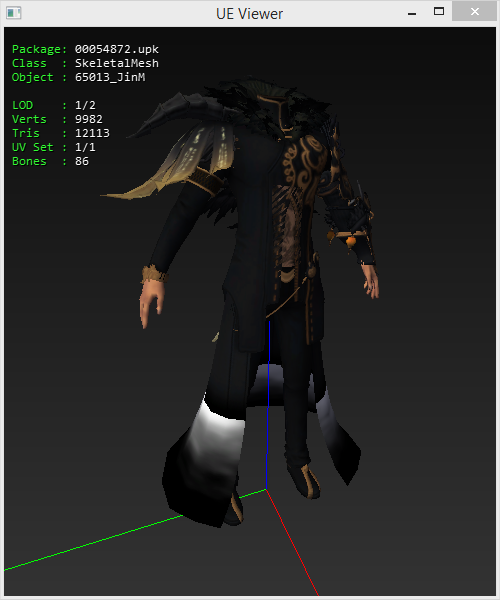 UE Viewer
Package: 00054872.upk
Class : SkeletalMesh
Object : 65013_JinM
LOD : 1/2
Verts : 9982
Tris : 12113
UV Set : 1/1
Bones : 86